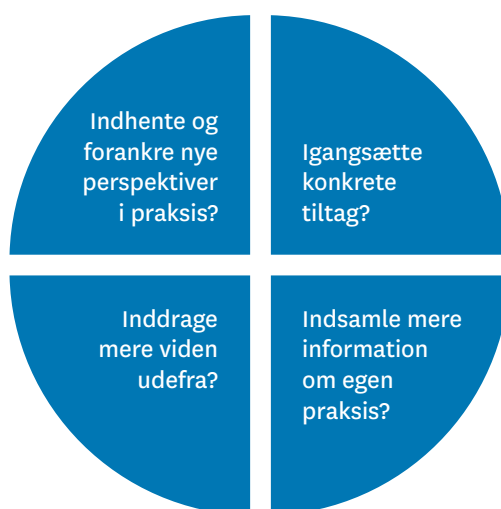 Indhente og
forankre nye
perspektiver
i praksis?
Igangsætte
konkrete
tiltag?
Inddrage
mere viden
udefra?
Indsamle mere
information
om egen
praksis?